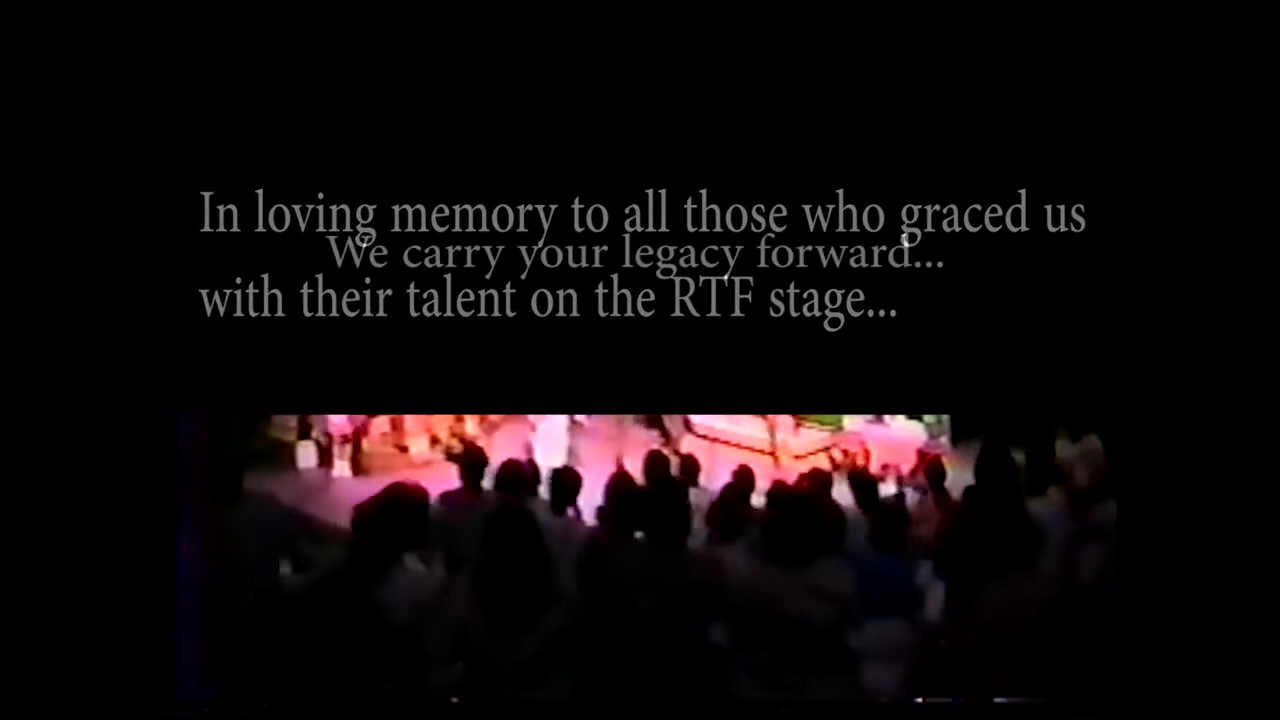 In loving memory to all those who graced us
We carry your legacy forward...
with their talent on the RTF stage...